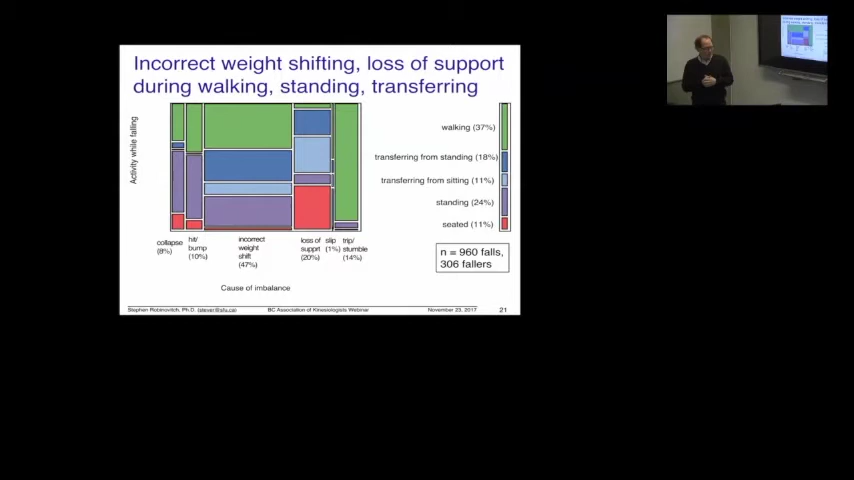 Incorrect weight shifting, loss of support
during walking, standing, transferring
Activity while falling
walking (37%)
transferring from standing (18%)
transferring from sitting (11%)
standing (24%)
seated (11%)
collapse
(8%)
hit/
bump
(10%)
incorrect
weight
shift
(47%)
loss of
supprt
(20%)
slip
(1%)
trip/
stumble
(14%)
Cause of imbalance
n = 960 falls,
306 fallers
Stephen Robinovitch, Ph.D. (stever@sfu.ca) BC Association of Kinesiologists Webinar November 23, 2017 21